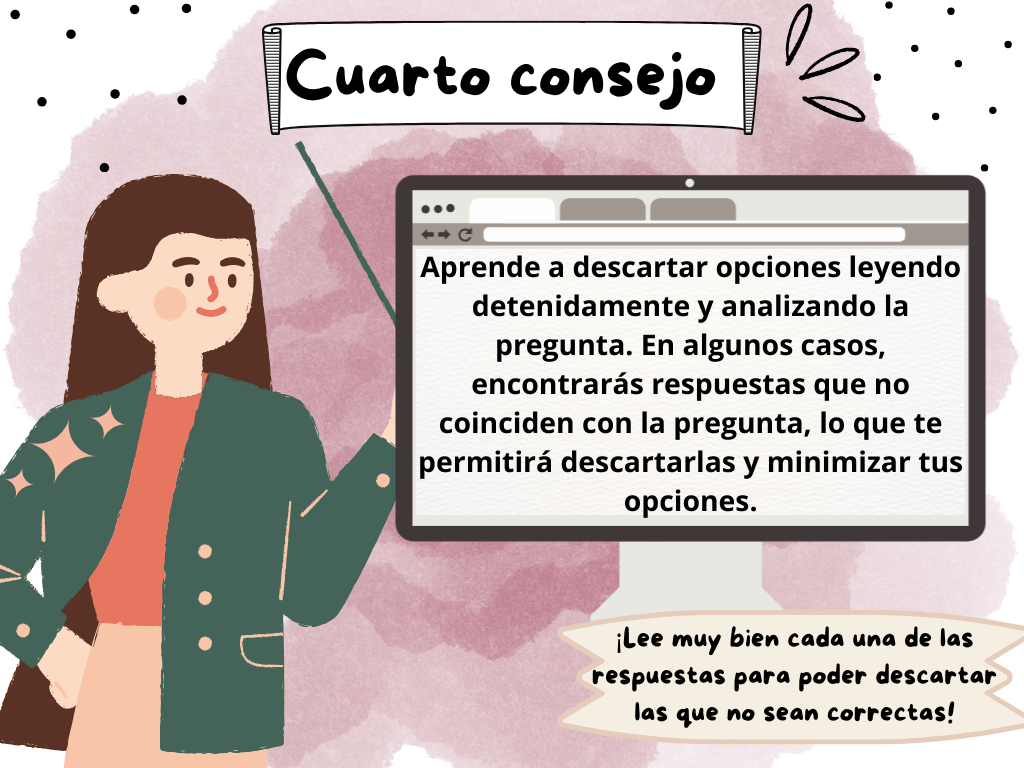 Cuarto consejo
Aprende a descartar opciones leyendo
detenidamente y analizando la
pregunta. En algunos casos,
encontrarás respuestas que no
coinciden con la pregunta, lo que te
permitirá descartarlas y minimizar tus
opciones.
¡Lee muy bien cada una de las
respuestas para poder descartar
las que no sean correctas!